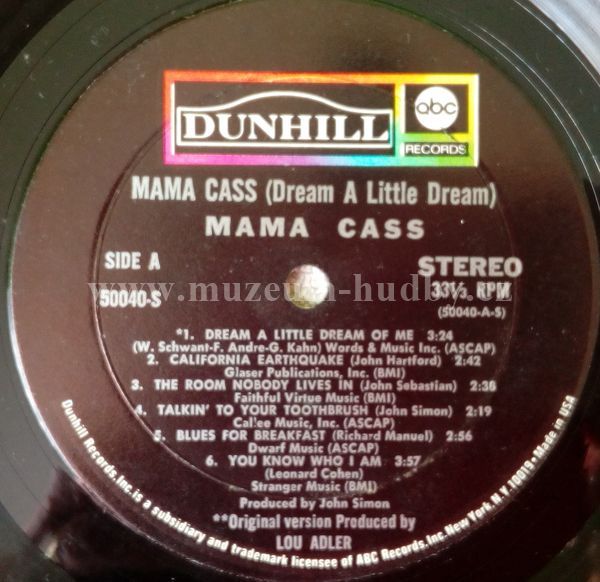 DUNHILL
abc
RECORDS
MAMA CASS (Dream A Little Dream)
MAMA CASS
SIDE A
STEREO
50040-S
33⅓ RPM
(50040-A-S)
www.muzeum-hudby.cz
*1. DREAM A LITTLE DREAM OF ME 3:24
(W. Schwant-F. Andre-G. Kahn) Words & Music Inc. (ASCAP)
2. CALIFORNIA EARTHQUAKE (John Hartford) 2:42
Glaser Publications, Inc. (BMI)
3. THE ROOM NOBODY LIVES IN (John Sebastian) 2:38
Faithful Virtue Music (BMI)
4. TALKIN' TO YOUR TOOTHBRUSH (John Simon) 2:19
Callee Music, Inc. (ASCAP)
5. BLUES FOR BREAKFAST (Richard Manuel) 2:56
Dwarf Music (ASCAP)
6. YOU KNOW WHO I AM 3:57
(Leonard Cohen)
Stranger Music (BMI)
Produced by John Simon
**Original version Produced by
LOU ADLER
Dunhill Records, Inc. is a subsidiary and trademark licensee of ABC Records, Inc. New York, N.Y. 10019 • Made in USA